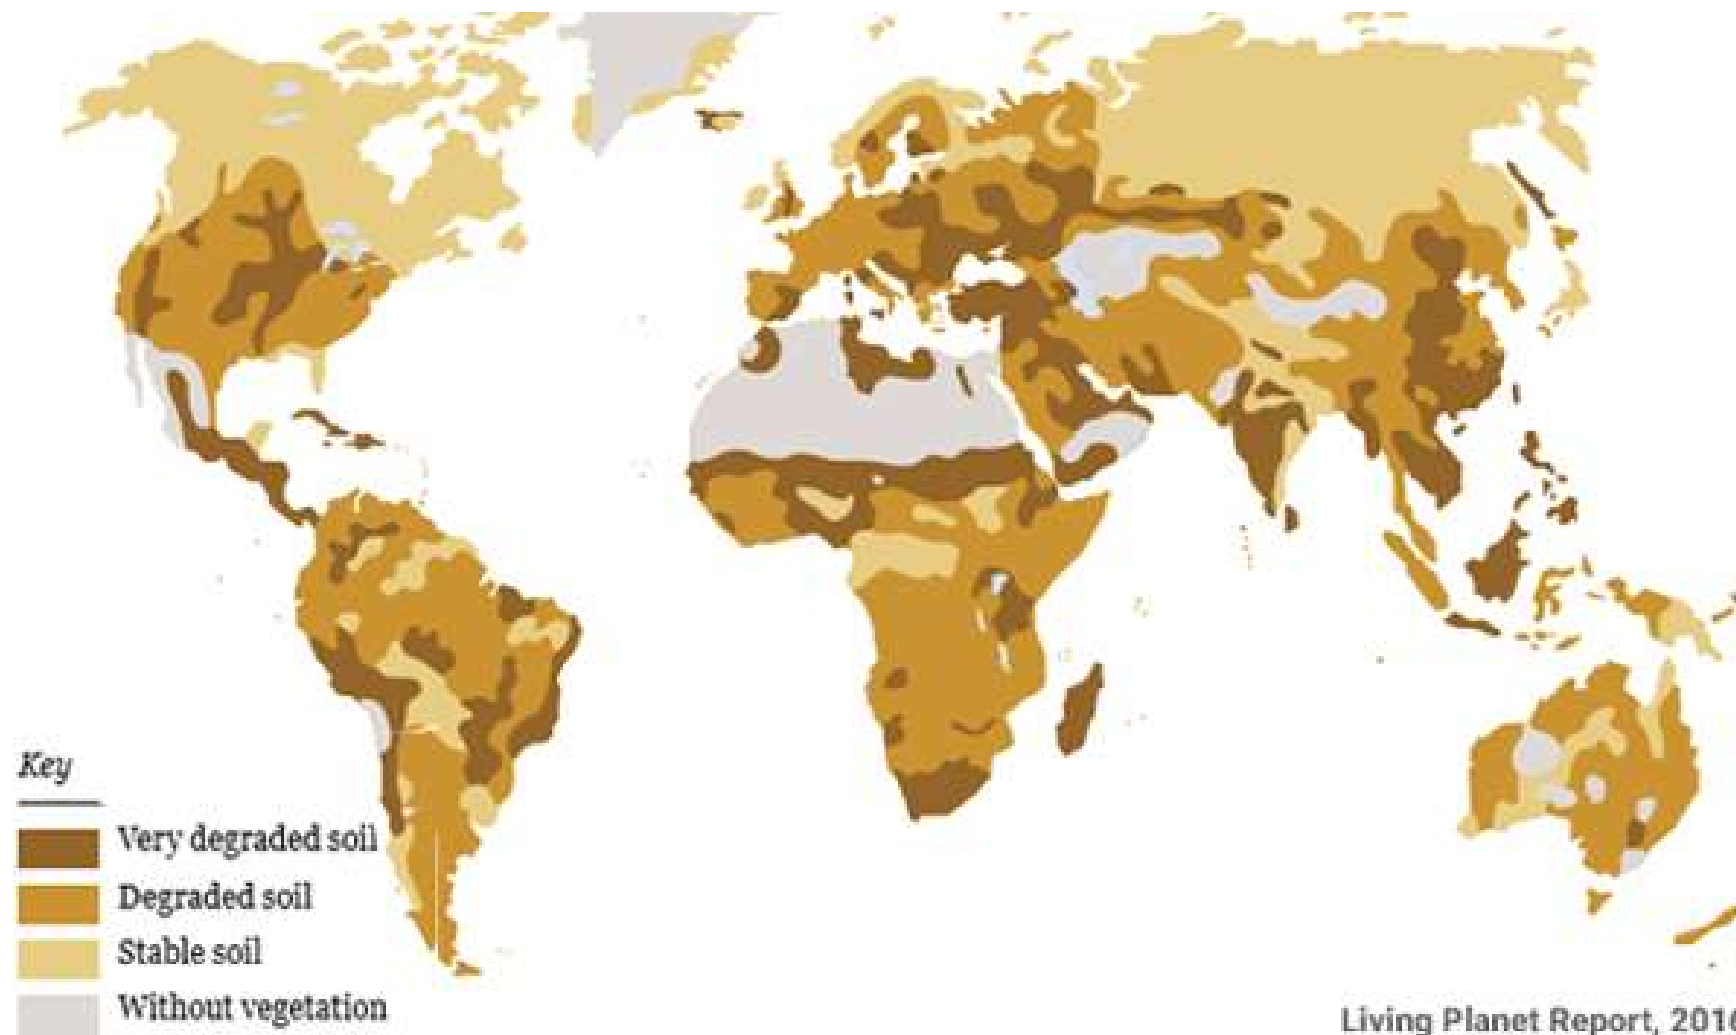 Key
Very degraded soil
Degraded soil
Stable soil
Without vegetation
Living Planet Report, 2016